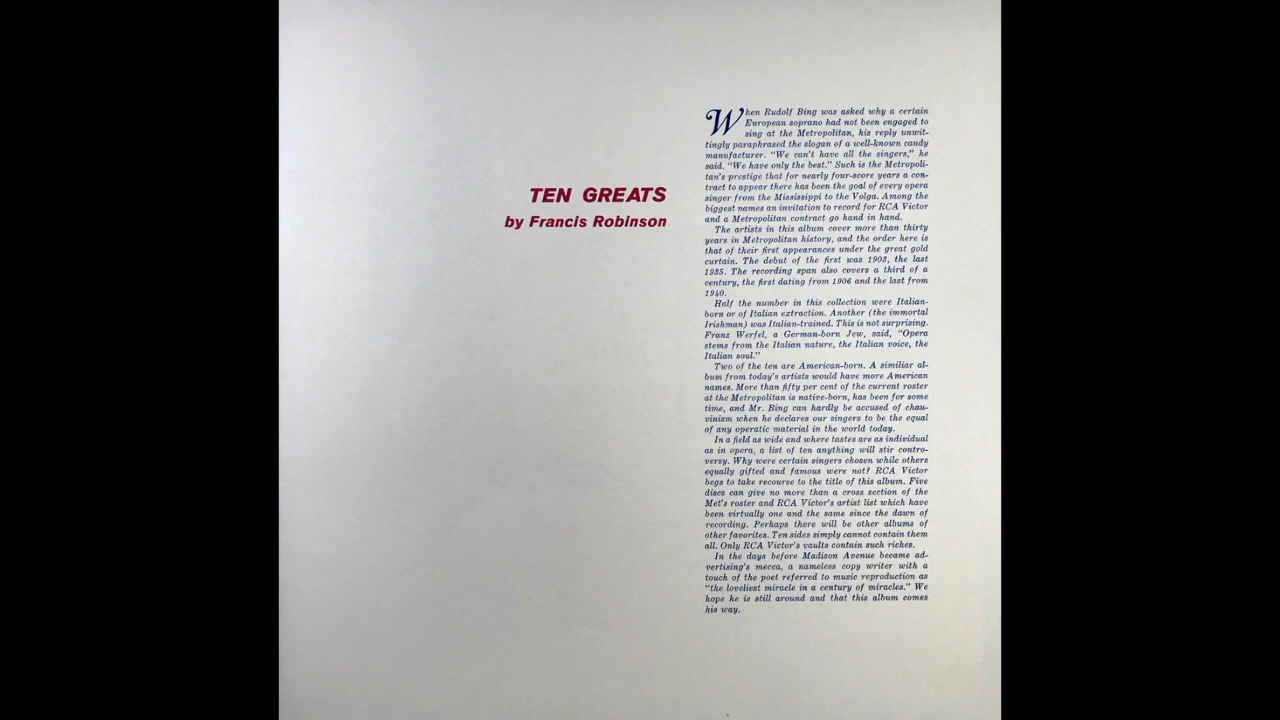 TEN GREATS
by Francis Robinson
When Rudolf Bing was asked why a certain
European soprano had not been engaged to
sing at the Metropolitan, his reply unwit-
tingly paraphrased the slogan of a well-known candy
manufacturer. "We can't have all the singers," he
said. "We have only the best." Such is the Metropoli-
tan's prestige that for nearly four-score years a con-
tract to appear there has been the goal of every opera
singer from the Mississippi to the Volga. Among the
biggest names an invitation to record for RCA Victor
and a Metropolitan contract go hand in hand.
The artists in this album cover more than thirty
years in Metropolitan history, and the order here is
that of their first appearances under the great gold
curtain. The debut of the first was 1903, the last
1935. The recording span also covers a third of a
century, the first dating from 1906 and the last from
1940.
Half the number in this collection were Italian-
born or of Italian extraction. Another (the immortal
Irishman) was Italian-trained. This is not surprising.
Franz Werfel, a German-born Jew, said, "Opera
stems from the Italian nature, the Italian voice, the
Italian soul."
Two of the ten are American-born. A similiar al-
bum from today's artists would have more American
names. More than fifty per cent of the current roster
at the Metropolitan is native-born, has been for some
time, and Mr. Bing can hardly be accused of chau-
vinism when he declares our singers to be the equal
of any operatic material in the world today.
In a field as wide and where tastes are as individual
as in opera, a list of ten anything will stir contro-
versy. Why were certain singers chosen while others
equally gifted and famous were not? RCA Victor
begs to take recourse to the title of this album. Five
discs can give no more than a cross section of the
Met's roster and RCA Victor's artist list which have
been virtually one and the same since the dawn of
recording. Perhaps there will be other albums of
other favorites. Ten sides simply cannot contain them
all. Only RCA Victor's vaults contain such riches.
In the days before Madison Avenue became ad-
vertising's mecca, a nameless copy writer with a
touch of the poet referred to music reproduction as
"the loveliest miracle in a century of miracles." We
hope he is still around and that this album comes
his way.